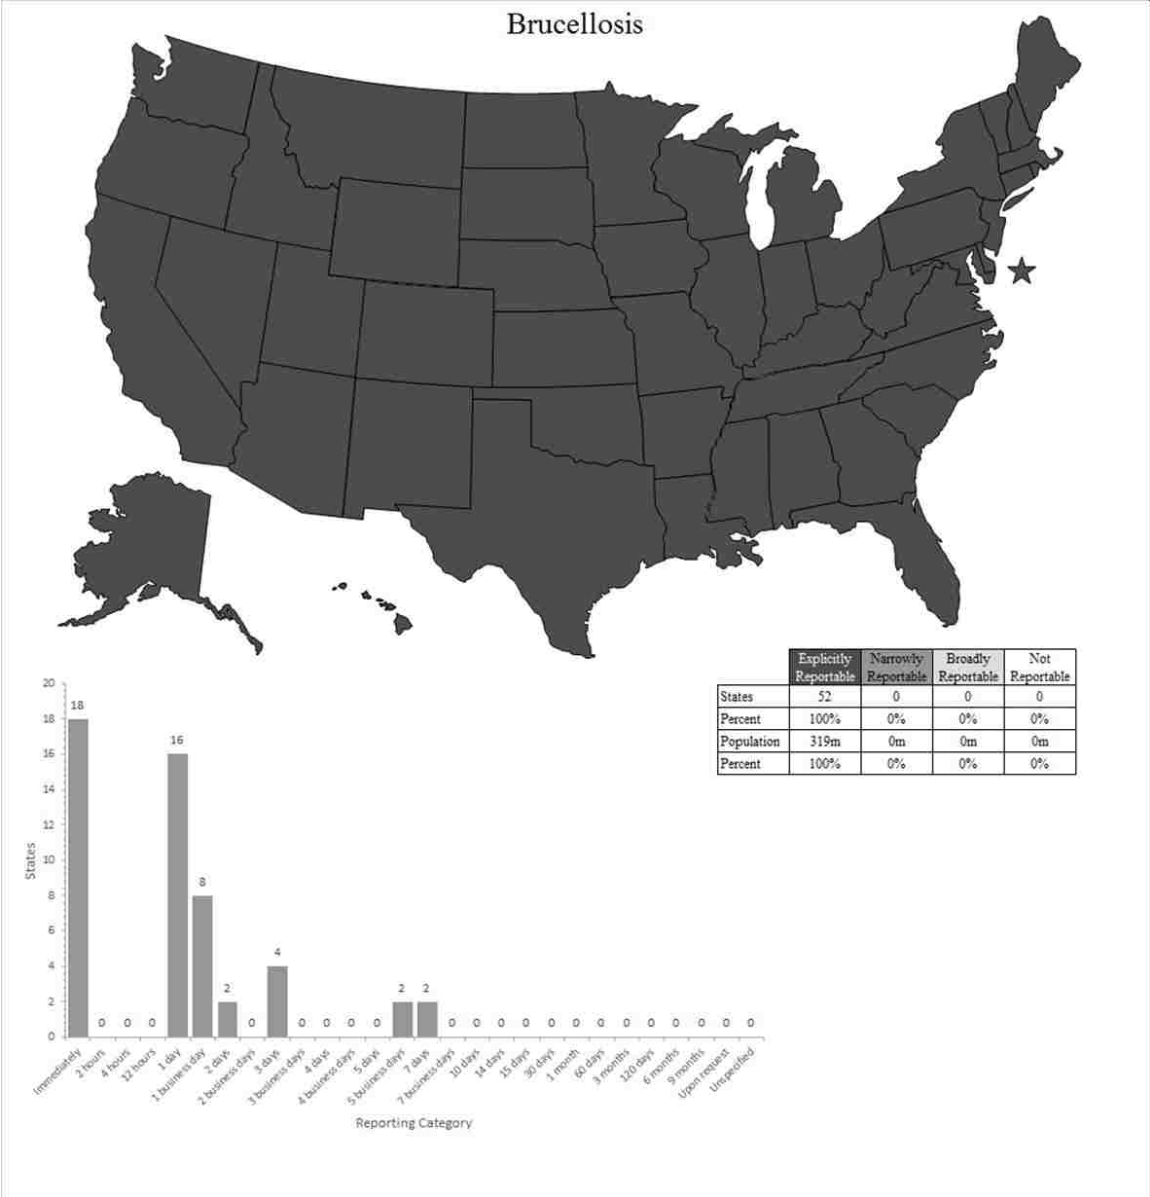 Brucellosis
Explicitly Reportable Narrowly Reportable Broadly Reportable Not Reportable
States 52 0 0 0
Percent 100% 0% 0% 0%
Population 319m 0m 0m 0m
Percent 100% 0% 0% 0%
20
18
16
14
12
10
8
6
4
2
0
States
18 0 0 0 16 8 2 0 4 0 0 0 0 2 2 0 0 0 0 0 0 0 0 0 0 0 0 0
Immediately
2 hours
4 hours
12 hours
1 day
1 business day
2 days
2 business days
3 days
3 business days
4 days
4 business days
5 days
5 business days
7 days
7 business days
10 days
14 days
15 days
30 days
1 month
60 days
3 months
120 days
6 months
9 months
Upon request
Unspecified
Reporting Category